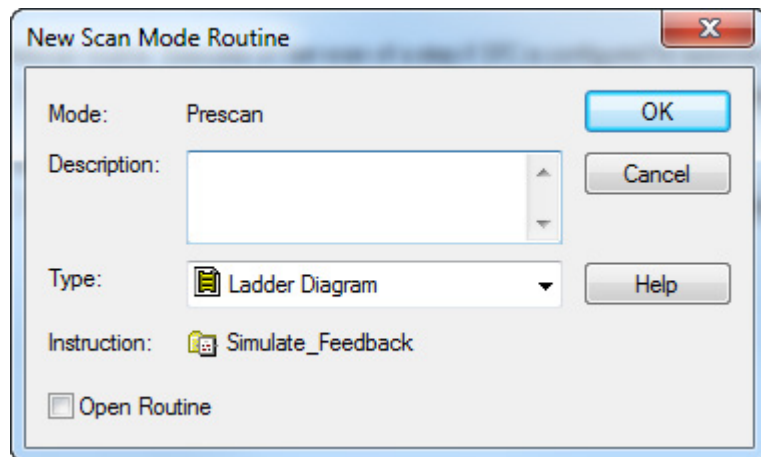 New Scan Mode Routine
Mode: Prescan
OK
Description:
Cancel
Type: Ladder Diagram
Help
Instruction: Simulate_Feedback
Open Routine